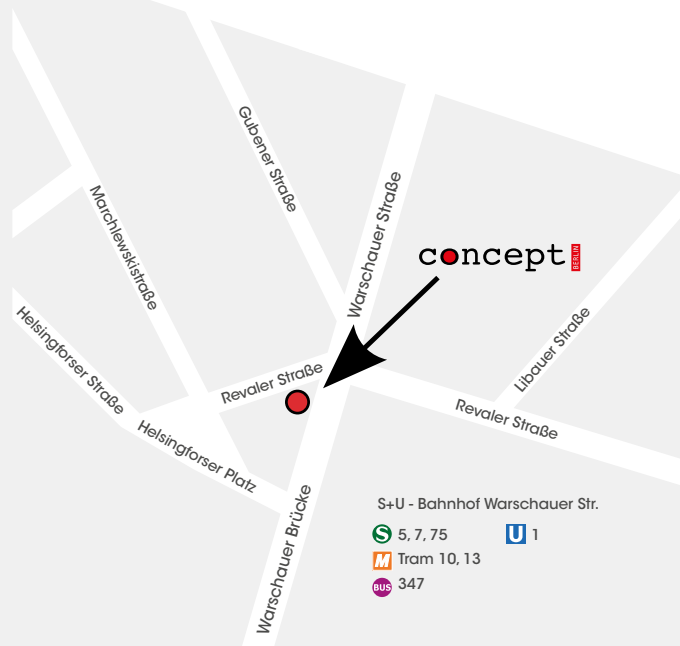 Gubener Straße
Warschauer Straße
Marchlewskistraße
concept BERLIN
Helsingforser Straße
Libauer Straße
Revaler Straße
Revaler Straße
Helsingforser Platz
Warschauer Brücke
S+U - Bahnhof Warschauer Str.
S 5, 7, 75 U 1
M Tram 10, 13
BUS 347